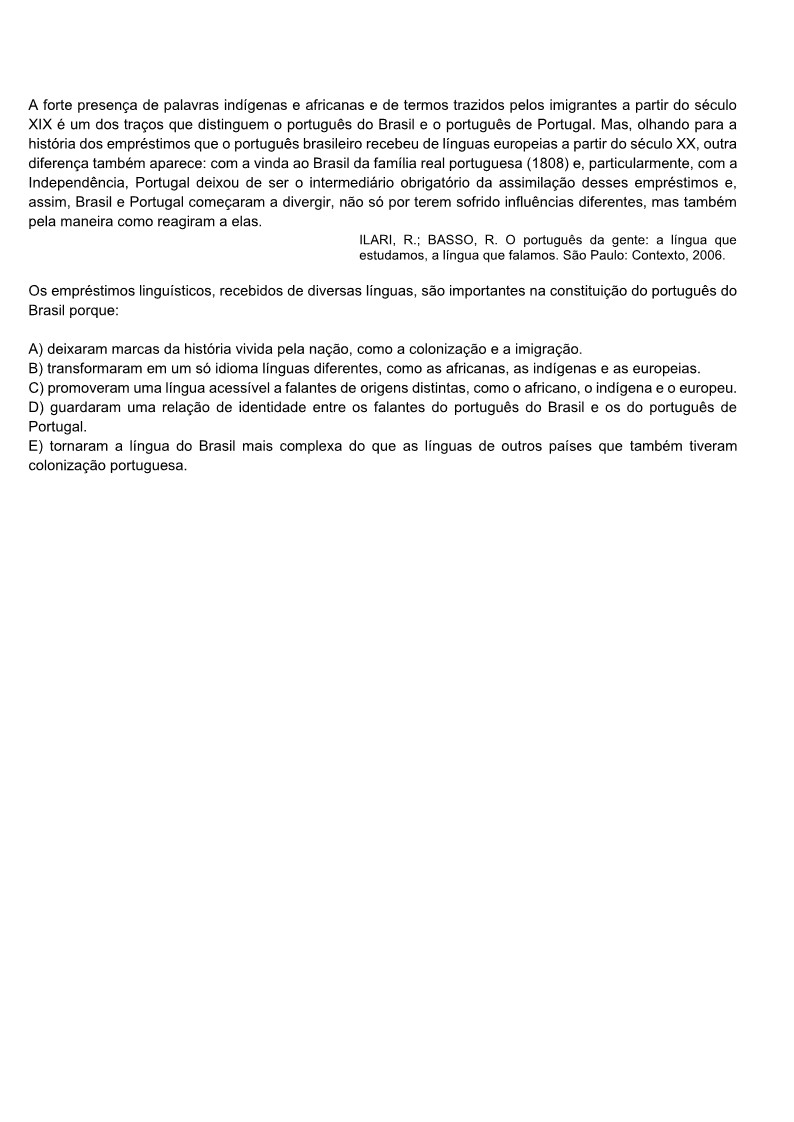 A forte presença de palavras indígenas e africanas e de termos trazidos pelos imigrantes a partir do século
XIX é um dos traços que distinguem o português do Brasil e o português de Portugal. Mas, olhando para a
história dos empréstimos que o português brasileiro recebeu de línguas europeias a partir do século XX, outra
diferença também aparece: com a vinda ao Brasil da família real portuguesa (1808) e, particularmente, com a
Independência, Portugal deixou de ser o intermediário obrigatório da assimilação desses empréstimos e,
assim, Brasil e Portugal começaram a divergir, não só por terem sofrido influências diferentes, mas também
pela maneira como reagiram a elas.
ILARI, R.; BASSO, R. O português da gente: a língua que
estudamos, a língua que falamos. São Paulo: Contexto, 2006.
Os empréstimos linguísticos, recebidos de diversas línguas, são importantes na constituição do português do
Brasil porque:
A) deixaram marcas da história vivida pela nação, como a colonização e a imigração.
B) transformaram em um só idioma línguas diferentes, como as africanas, as indígenas e as europeias.
C) promoveram uma língua acessível a falantes de origens distintas, como o africano, o indígena e o europeu.
D) guardaram uma relação de identidade entre os falantes do português do Brasil e os do português de
Portugal.
E) tornaram a língua do Brasil mais complexa do que as línguas de outros países que também tiveram
colonização portuguesa.